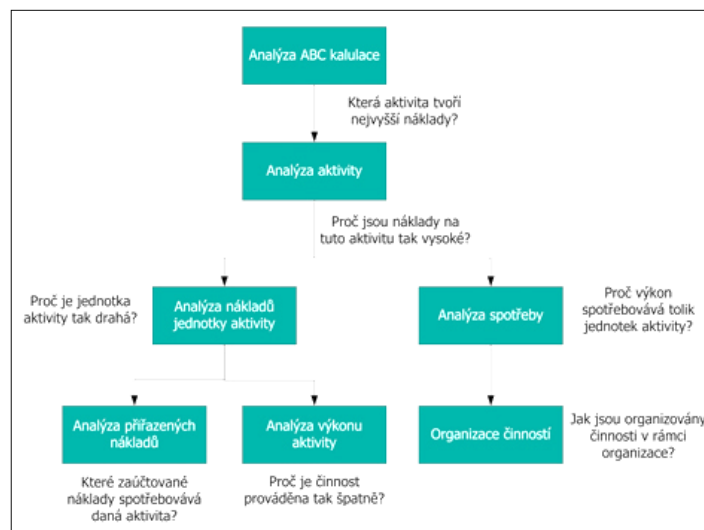 Analýza ABC kalulace
Která aktivita tvoří
nejvyšší náklady?
Analýza aktivity
Proč jsou náklady na
tuto aktivitu tak vysoké?
Proč je jednotka
aktivity tak drahá?
Analýza nákladů
jednotky aktivity
Analýza spotřeby
Proč výkon
spotřebovává tolik
jednotek aktivity?
Analýza přiřazených
nákladů
Analýza výkonu
aktivity
Organizace činností
Jak jsou organizovány
činnosti v rámci
organizace?
Které zaúčtované
náklady spotřebovává
daná aktivita?
Proč je činnost
prováděna tak špatně?